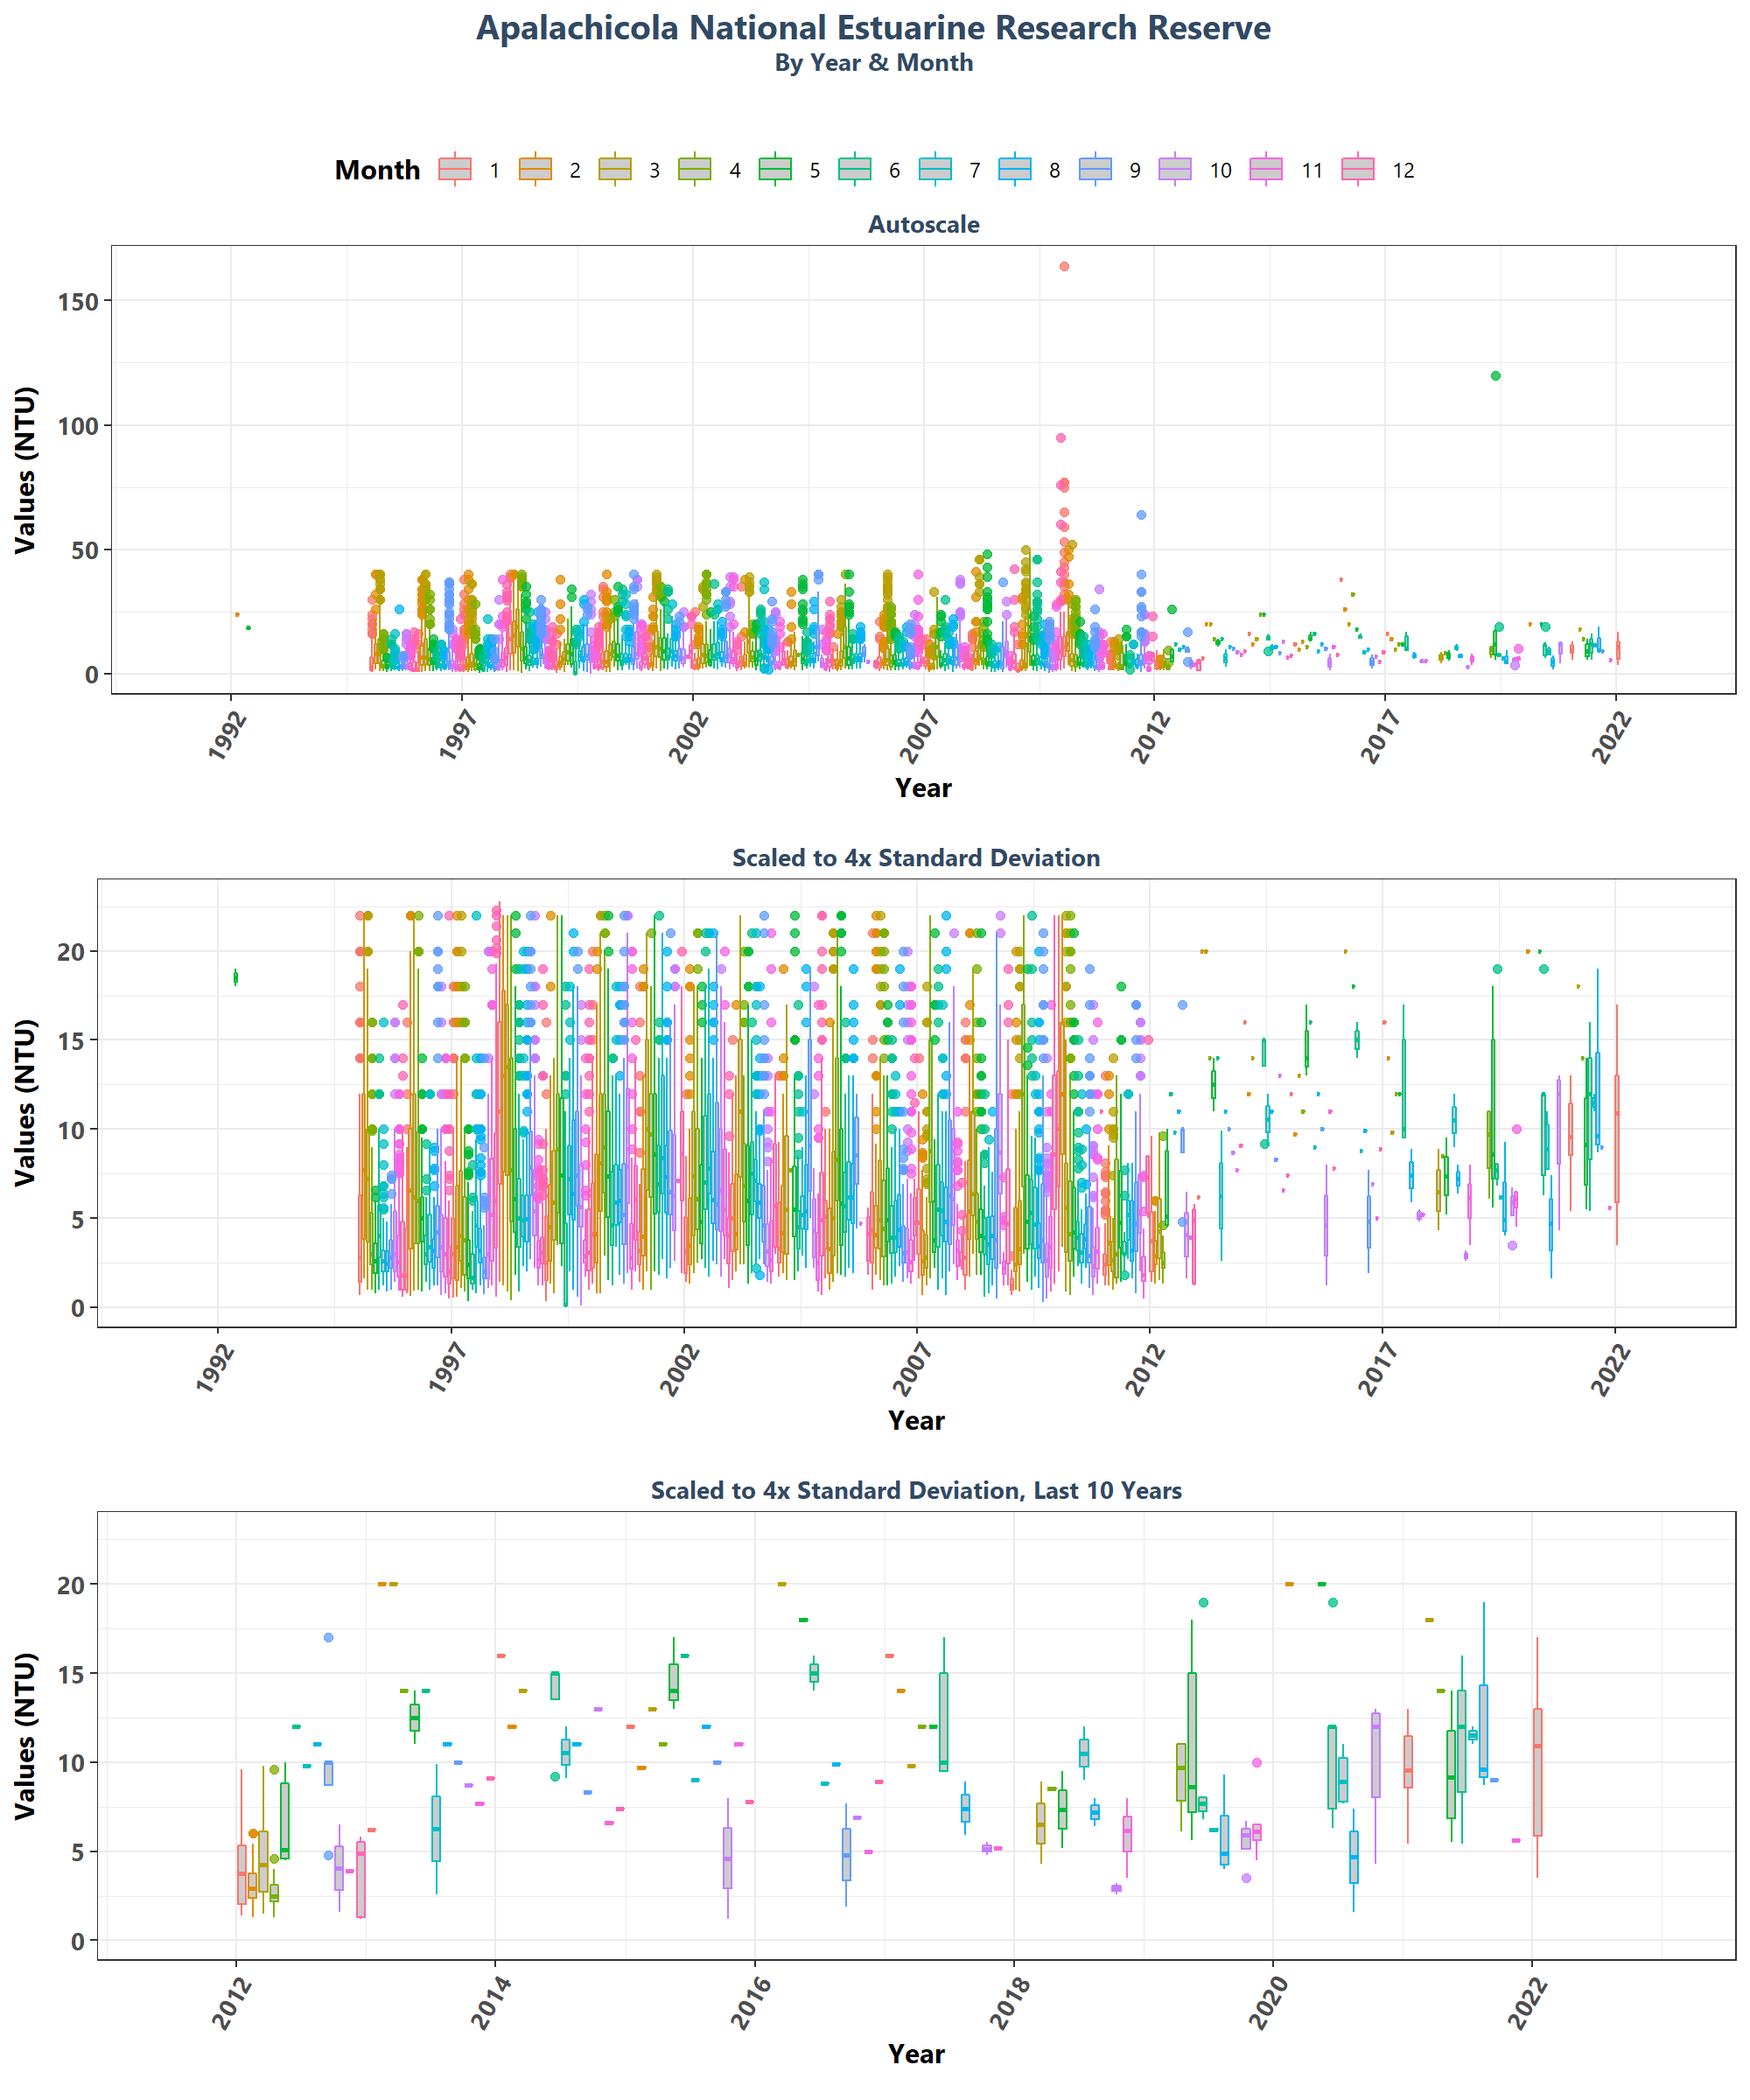 Apalachicola National Estuarine Research Reserve
By Year & Month
Month 1 2 3 4 5 6 7 8 9 10 11 12
Autoscale
Values (NTU)
150
100
50
0
1992 1997 2002 2007 2012 2017 2022
Year
Scaled to 4x Standard Deviation
Values (NTU)
20
15
10
5
0
1992 1997 2002 2007 2012 2017 2022
Year
Scaled to 4x Standard Deviation, Last 10 Years
Values (NTU)
20
15
10
5
0
2012 2014 2016 2018 2020 2022
Year